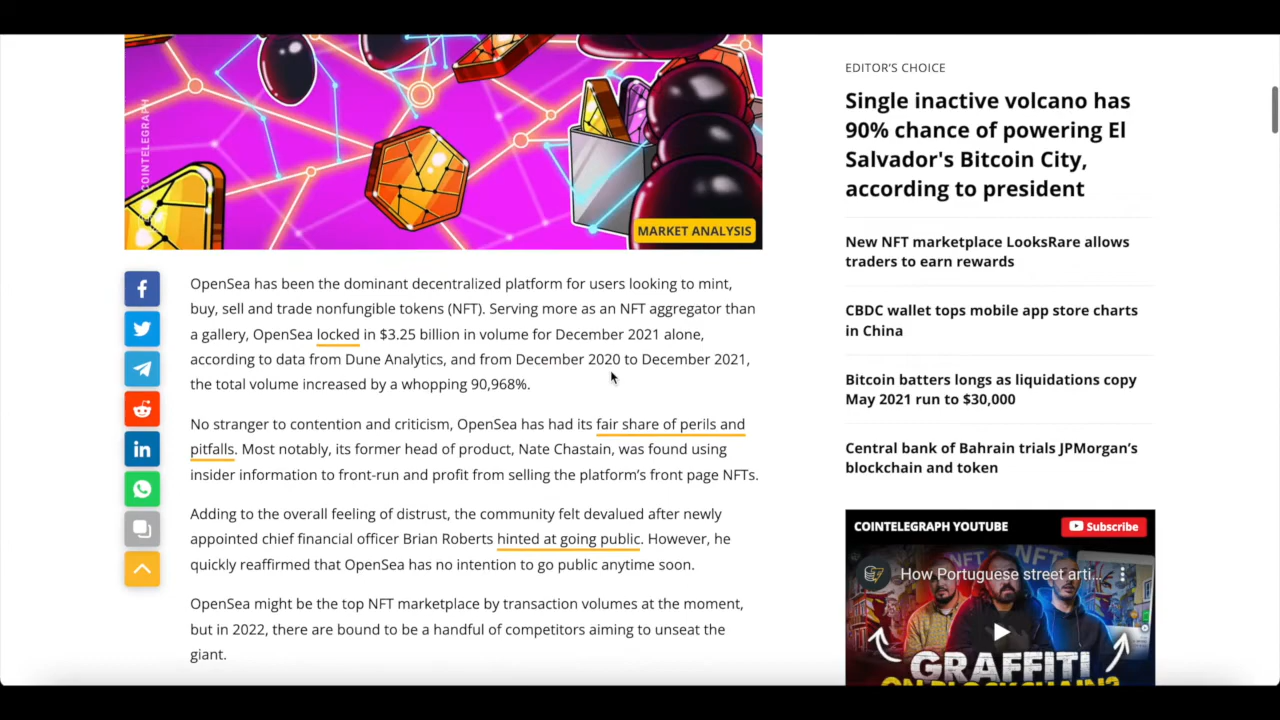 COINTELEGRAPH
MARKET ANALYSIS
OpenSea has been the dominant decentralized platform for users looking to mint,
buy, sell and trade nonfungible tokens (NFT). Serving more as an NFT aggregator than
a gallery, OpenSea locked in $3.25 billion in volume for December 2021 alone,
according to data from Dune Analytics, and from December 2020 to December 2021,
the total volume increased by a whopping 90,968%.
No stranger to contention and criticism, OpenSea has had its fair share of perils and
pitfalls. Most notably, its former head of product, Nate Chastain, was found using
insider information to front-run and profit from selling the platform’s front page NFTs.
Adding to the overall feeling of distrust, the community felt devalued after newly
appointed chief financial officer Brian Roberts hinted at going public. However, he
quickly reaffirmed that OpenSea has no intention to go public anytime soon.
OpenSea might be the top NFT marketplace by transaction volumes at the moment,
but in 2022, there are bound to be a handful of competitors aiming to unseat the
giant.
EDITOR’S CHOICE
Single inactive volcano has
90% chance of powering El
Salvador's Bitcoin City,
according to president
New NFT marketplace LooksRare allows
traders to earn rewards
CBDC wallet tops mobile app store charts
in China
Bitcoin batters longs as liquidations copy
May 2021 run to $30,000
Central bank of Bahrain trials JPMorgan’s
blockchain and token
COINTELEGRAPH YOUTUBE
Subscribe
How Portuguese street arti...
NFT
GRAFFITI
ON BLOCKCHAIN?